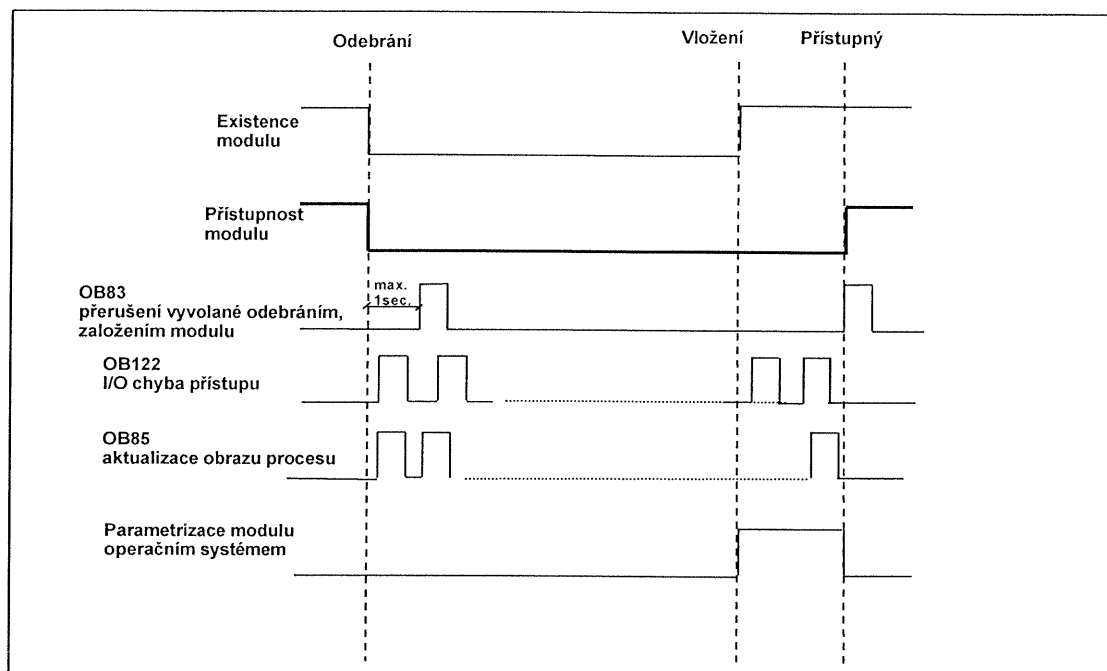 Odebrání Vložení Přístupný
Existence
modulu
Přístupnost
modulu
max.
1sec.
OB83
přerušení vyvolané odebráním,
založením modulu
OB122
I/O chyba přístupu
OB85
aktualizace obrazu procesu
Parametrizace modulu
operačním systémem